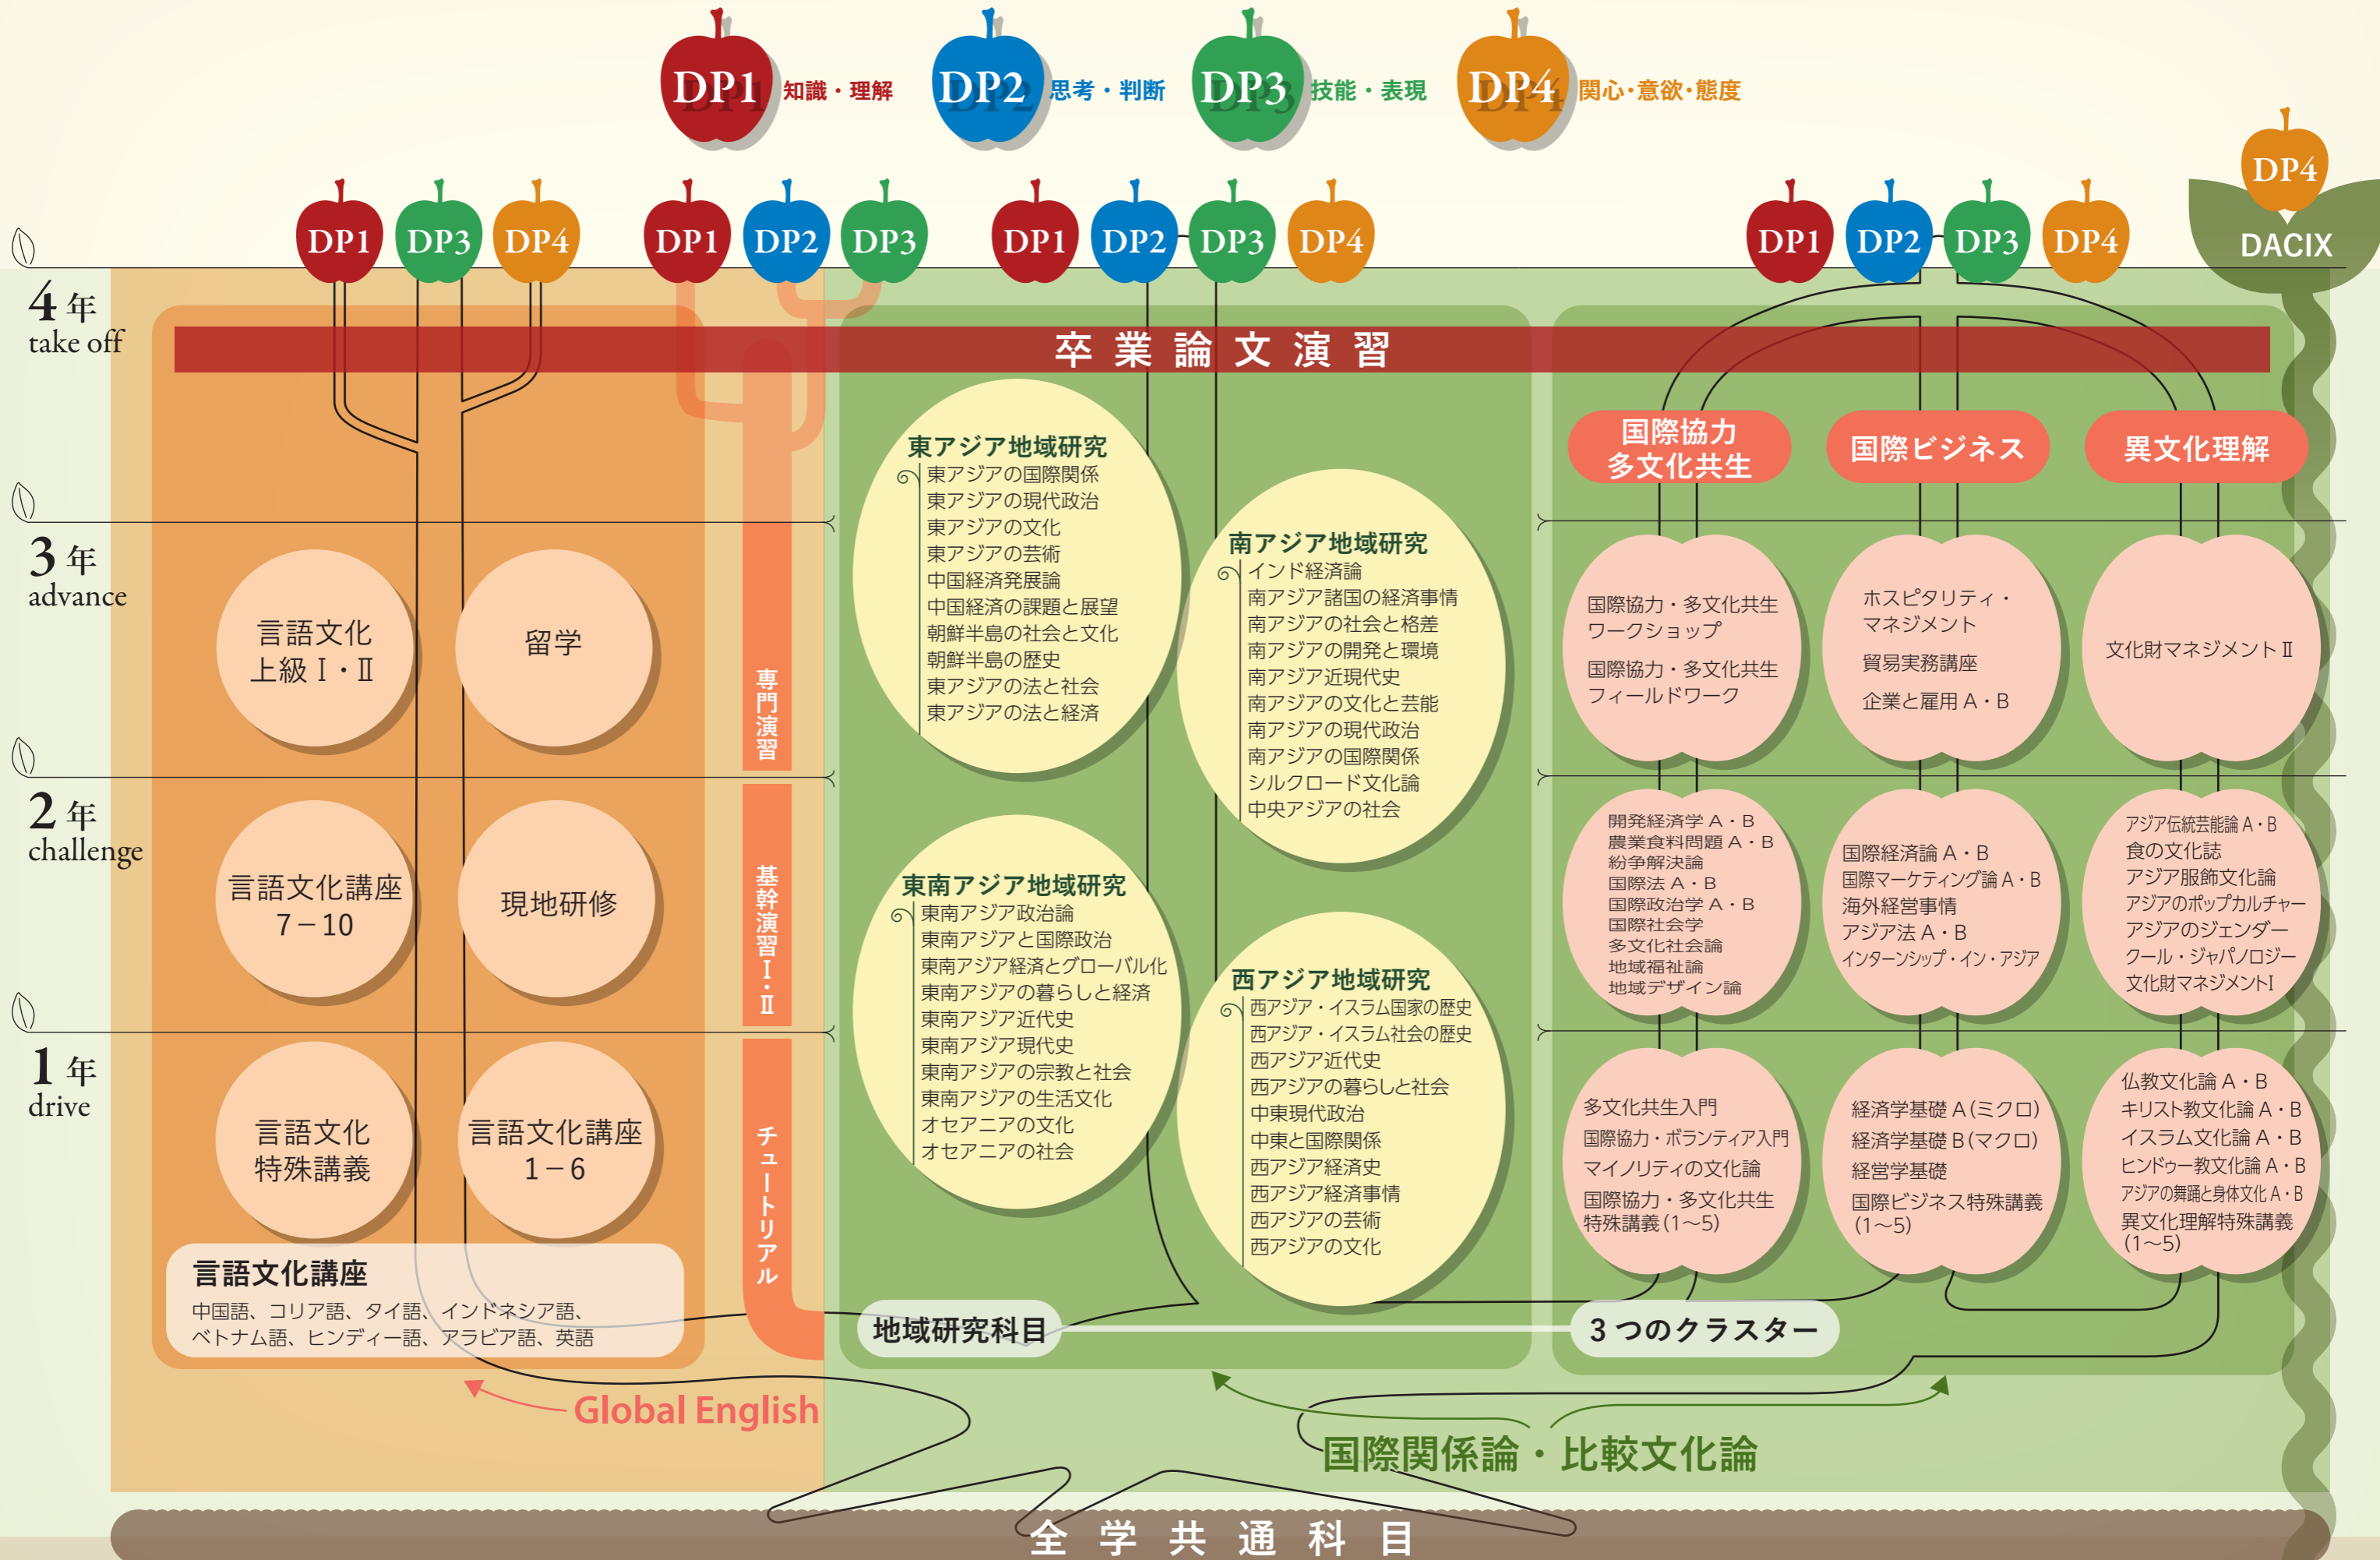 DP1 知識・理解
DP2 思考・判断
DP3 技能・表現
DP4 関心・意欲・態度
DP4
DACIX
DP1 DP3 DP4
DP1 DP2 DP3
DP1 DP2 DP3 DP4
DP1 DP2 DP3 DP4
4 年
take off
卒業論文演習
3 年
advance
2 年
challenge
1 年
drive
言語文化
上級 Ⅰ・Ⅱ
留学
言語文化講座
7－10
現地研修
言語文化
特殊講義
言語文化講座
1－6
言語文化講座
中国語、コリア語、タイ語、インドネシア語、
ベトナム語、ヒンディー語、アラビア語、英語
専門演習
基幹演習Ⅰ・Ⅱ
チュートリアル
Global English
東アジア地域研究
東アジアの国際関係
東アジアの現代政治
東アジアの文化
東アジアの芸術
中国経済発展論
中国経済の課題と展望
朝鮮半島の社会と文化
朝鮮半島の歴史
東アジアの法と社会
東アジアの法と経済
南アジア地域研究
インド経済論
南アジア諸国の経済事情
南アジアの社会と格差
南アジアの開発と環境
南アジア近現代史
南アジアの文化と芸能
南アジアの現代政治
南アジアの国際関係
シルクロード文化論
中央アジアの社会
東南アジア地域研究
東南アジア政治論
東南アジアと国際政治
東南アジア経済とグローバル化
東南アジアの暮らしと経済
東南アジア近代史
東南アジア現代史
東南アジアの宗教と社会
東南アジアの生活文化
オセアニアの文化
オセアニアの社会
西アジア地域研究
西アジア・イスラム国家の歴史
西アジア・イスラム社会の歴史
西アジア近代史
西アジアの暮らしと社会
中東現代政治
中東と国際関係
西アジア経済史
西アジア経済事情
西アジアの芸術
西アジアの文化
地域研究科目
3 つのクラスター
国際協力
多文化共生
国際ビジネス
異文化理解
国際協力・多文化共生
ワークショップ
国際協力・多文化共生
フィールドワーク
ホスピタリティ・
マネジメント
貿易実務講座
企業と雇用 A・B
文化財マネジメント Ⅱ
開発経済学 A・B
農業食料問題 A・B
紛争解決論
国際法 A・B
国際政治学 A・B
国際社会学
多文化社会論
地域福祉論
地域デザイン論
国際経済論 A・B
国際マーケティング論 A・B
海外経営事情
アジア法 A・B
インターンシップ・イン・アジア
アジア伝統芸能論 A・B
食の文化誌
アジア服飾文化論
アジアのポップカルチャー
アジアのジェンダー
クール・ジャパノロジー
文化財マネジメントⅠ
多文化共生入門
国際協力・ボランティア入門
マイノリティの文化論
国際協力・多文化共生
特殊講義 (1～5)
経済学基礎 A (ミクロ)
経済学基礎 B (マクロ)
経営学基礎
国際ビジネス特殊講義
(1～5)
仏教文化論 A・B
キリスト教文化論 A・B
イスラム文化論 A・B
ヒンドゥー教文化論 A・B
アジアの舞踊と身体文化 A・B
異文化理解特殊講義
(1～5)
国際関係論・比較文化論
全学共通科目